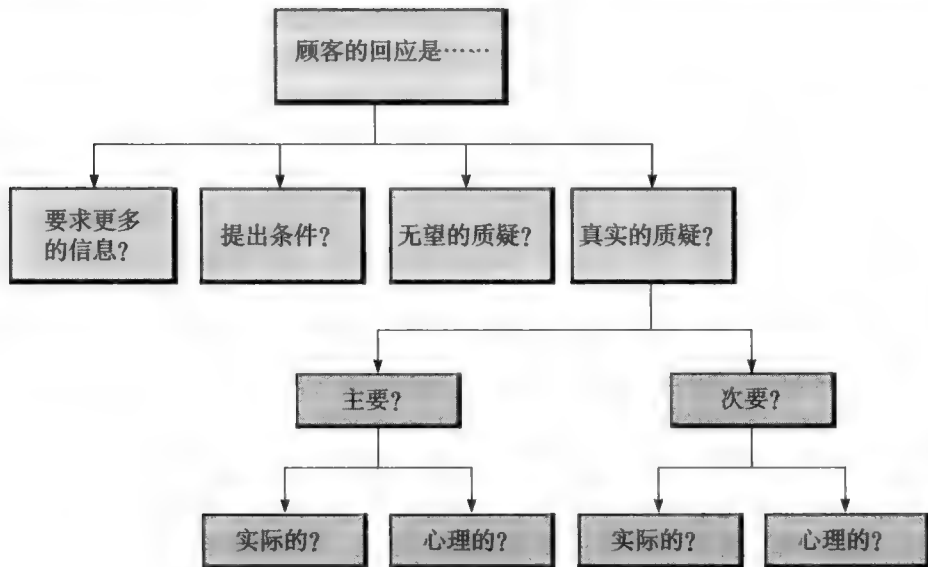 顾客的回应是……
要求更多
的信息?
提出条件?
无望的质疑?
真实的质疑?
主要?
次要?
实际的?
心理的?
实际的?
心理的?